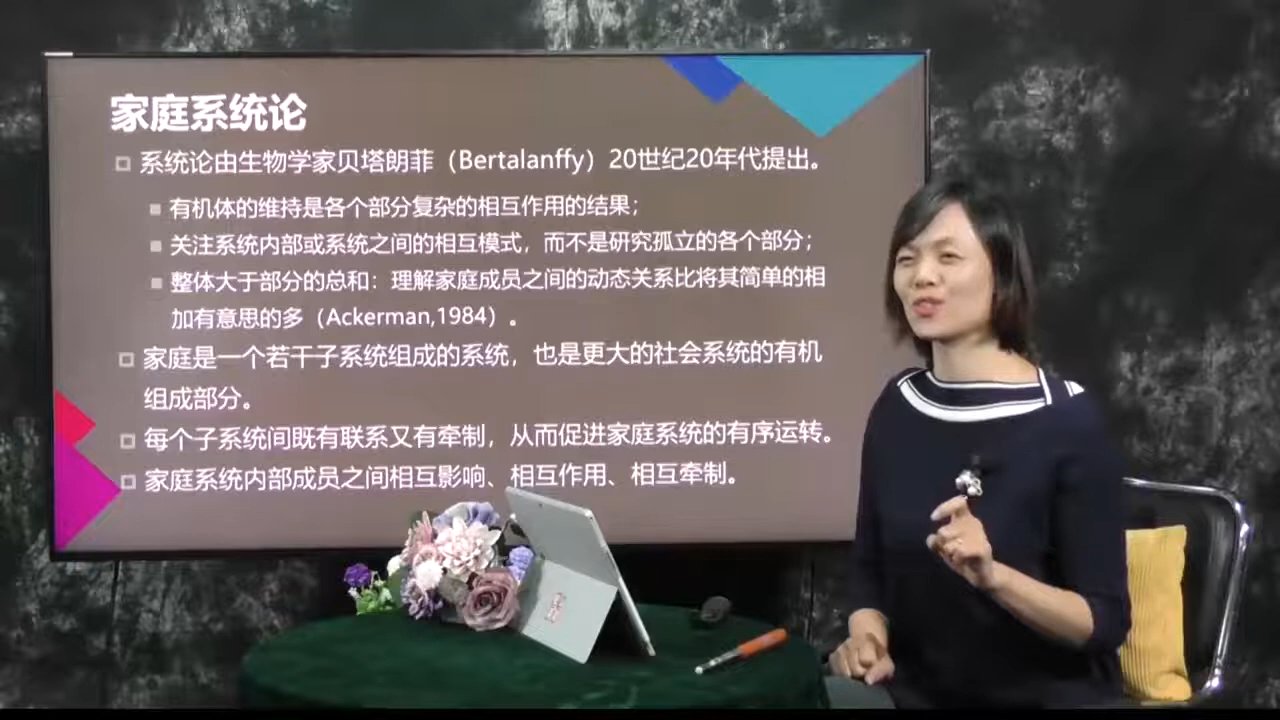 家庭系统论
系统论由生物学家贝塔朗菲（Bertalanffy）20世纪20年代提出。
有机体的维持是各个部分复杂的相互作用的结果；
关注系统内部或系统之间的相互模式，而不是研究孤立的各个部分；
整体大于部分的总和：理解家庭成员之间的动态关系比将其简单的相
加有意思的多（Ackerman,1984）。
家庭是一个若干子系统组成的系统，也是更大的社会系统的有机
组成部分。
每个子系统间既有联系又有牵制，从而促进家庭系统的有序运转。
家庭系统内部成员之间相互影响、相互作用、相互牵制。